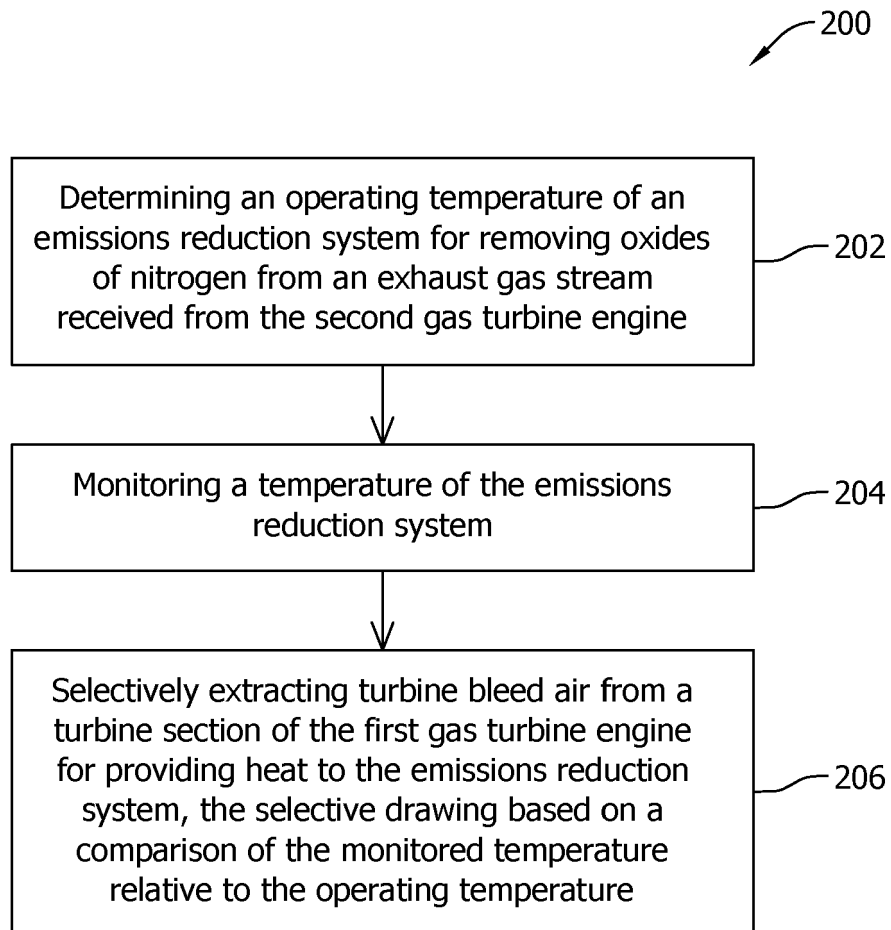 200
Determining an operating temperature of an
emissions reduction system for removing oxides
of nitrogen from an exhaust gas stream
received from the second gas turbine engine
202
Monitoring a temperature of the emissions
reduction system
204
Selectively extracting turbine bleed air from a
turbine section of the first gas turbine engine
for providing heat to the emissions reduction
system, the selective drawing based on a
comparison of the monitored temperature
relative to the operating temperature
206